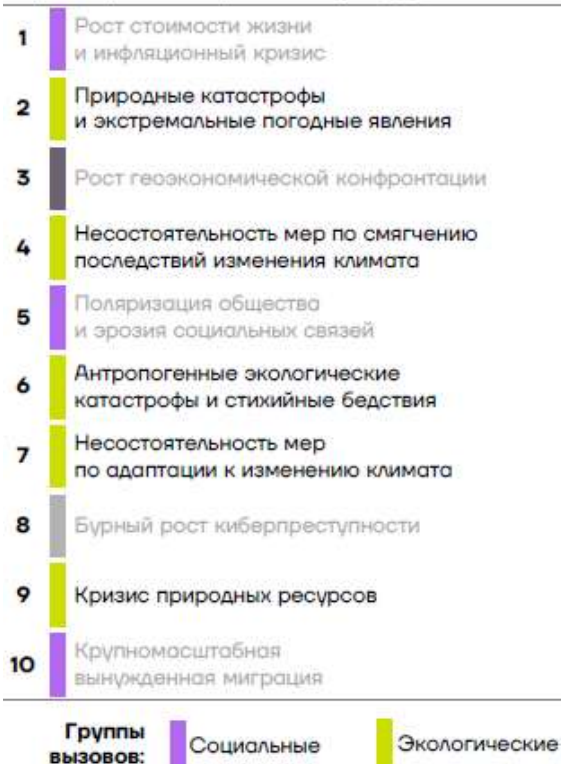 1 Рост стоимости жизни
и инфляционный кризис
2 Природные катастрофы
и экстремальные погодные явления
3 Рост геоэкономической конфронтации
4 Несостоятельность мер по смягчению
последствий изменения климата
5 Поляризация общества
и эрозия социальных связей
6 Антропогенные экологические
катастрофы и стихийные бедствия
7 Несостоятельность мер
по адаптации к изменению климата
8 Бурный рост киберпреступности
9 Кризис природных ресурсов
10 Крупномасштабная
вынужденная миграция
Группы
вызовов:
Социальные
Экологические